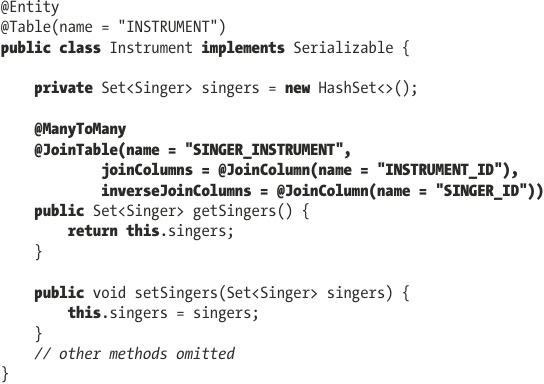 @Entity
@Table(name = "INSTRUMENT")
public class Instrument implements Serializable {
    private Set<Singer> singers = new HashSet<>();
    @ManyToMany
    @JoinTable(name = "SINGER_INSTRUMENT",
            joinColumns = @JoinColumn(name = "INSTRUMENT_ID"),
            inverseJoinColumns = @JoinColumn(name = "SINGER_ID"))
    public Set<Singer> getSingers() {
        return this.singers;
    }
    public void setSingers(Set<Singer> singers) {
        this.singers = singers;
    }
    // other methods omitted
}